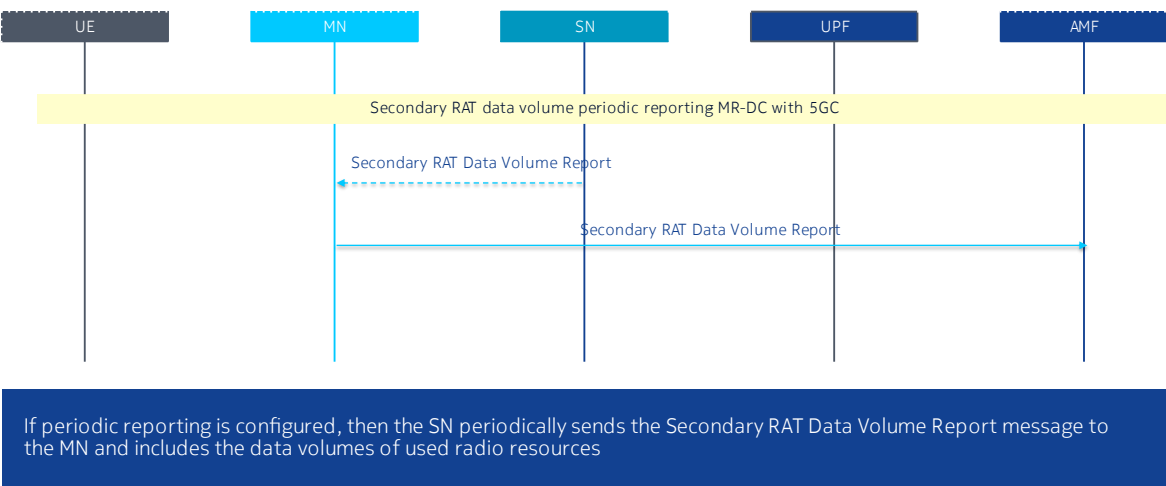 UE
MN
SN
UPF
AMF
Secondary RAT data volume periodic reporting MR-DC with 5GC
Secondary RAT Data Volume Report
Secondary RAT Data Volume Report
If periodic reporting is configured, then the SN periodically sends the Secondary RAT Data Volume Report message to
the MN and includes the data volumes of used radio resources